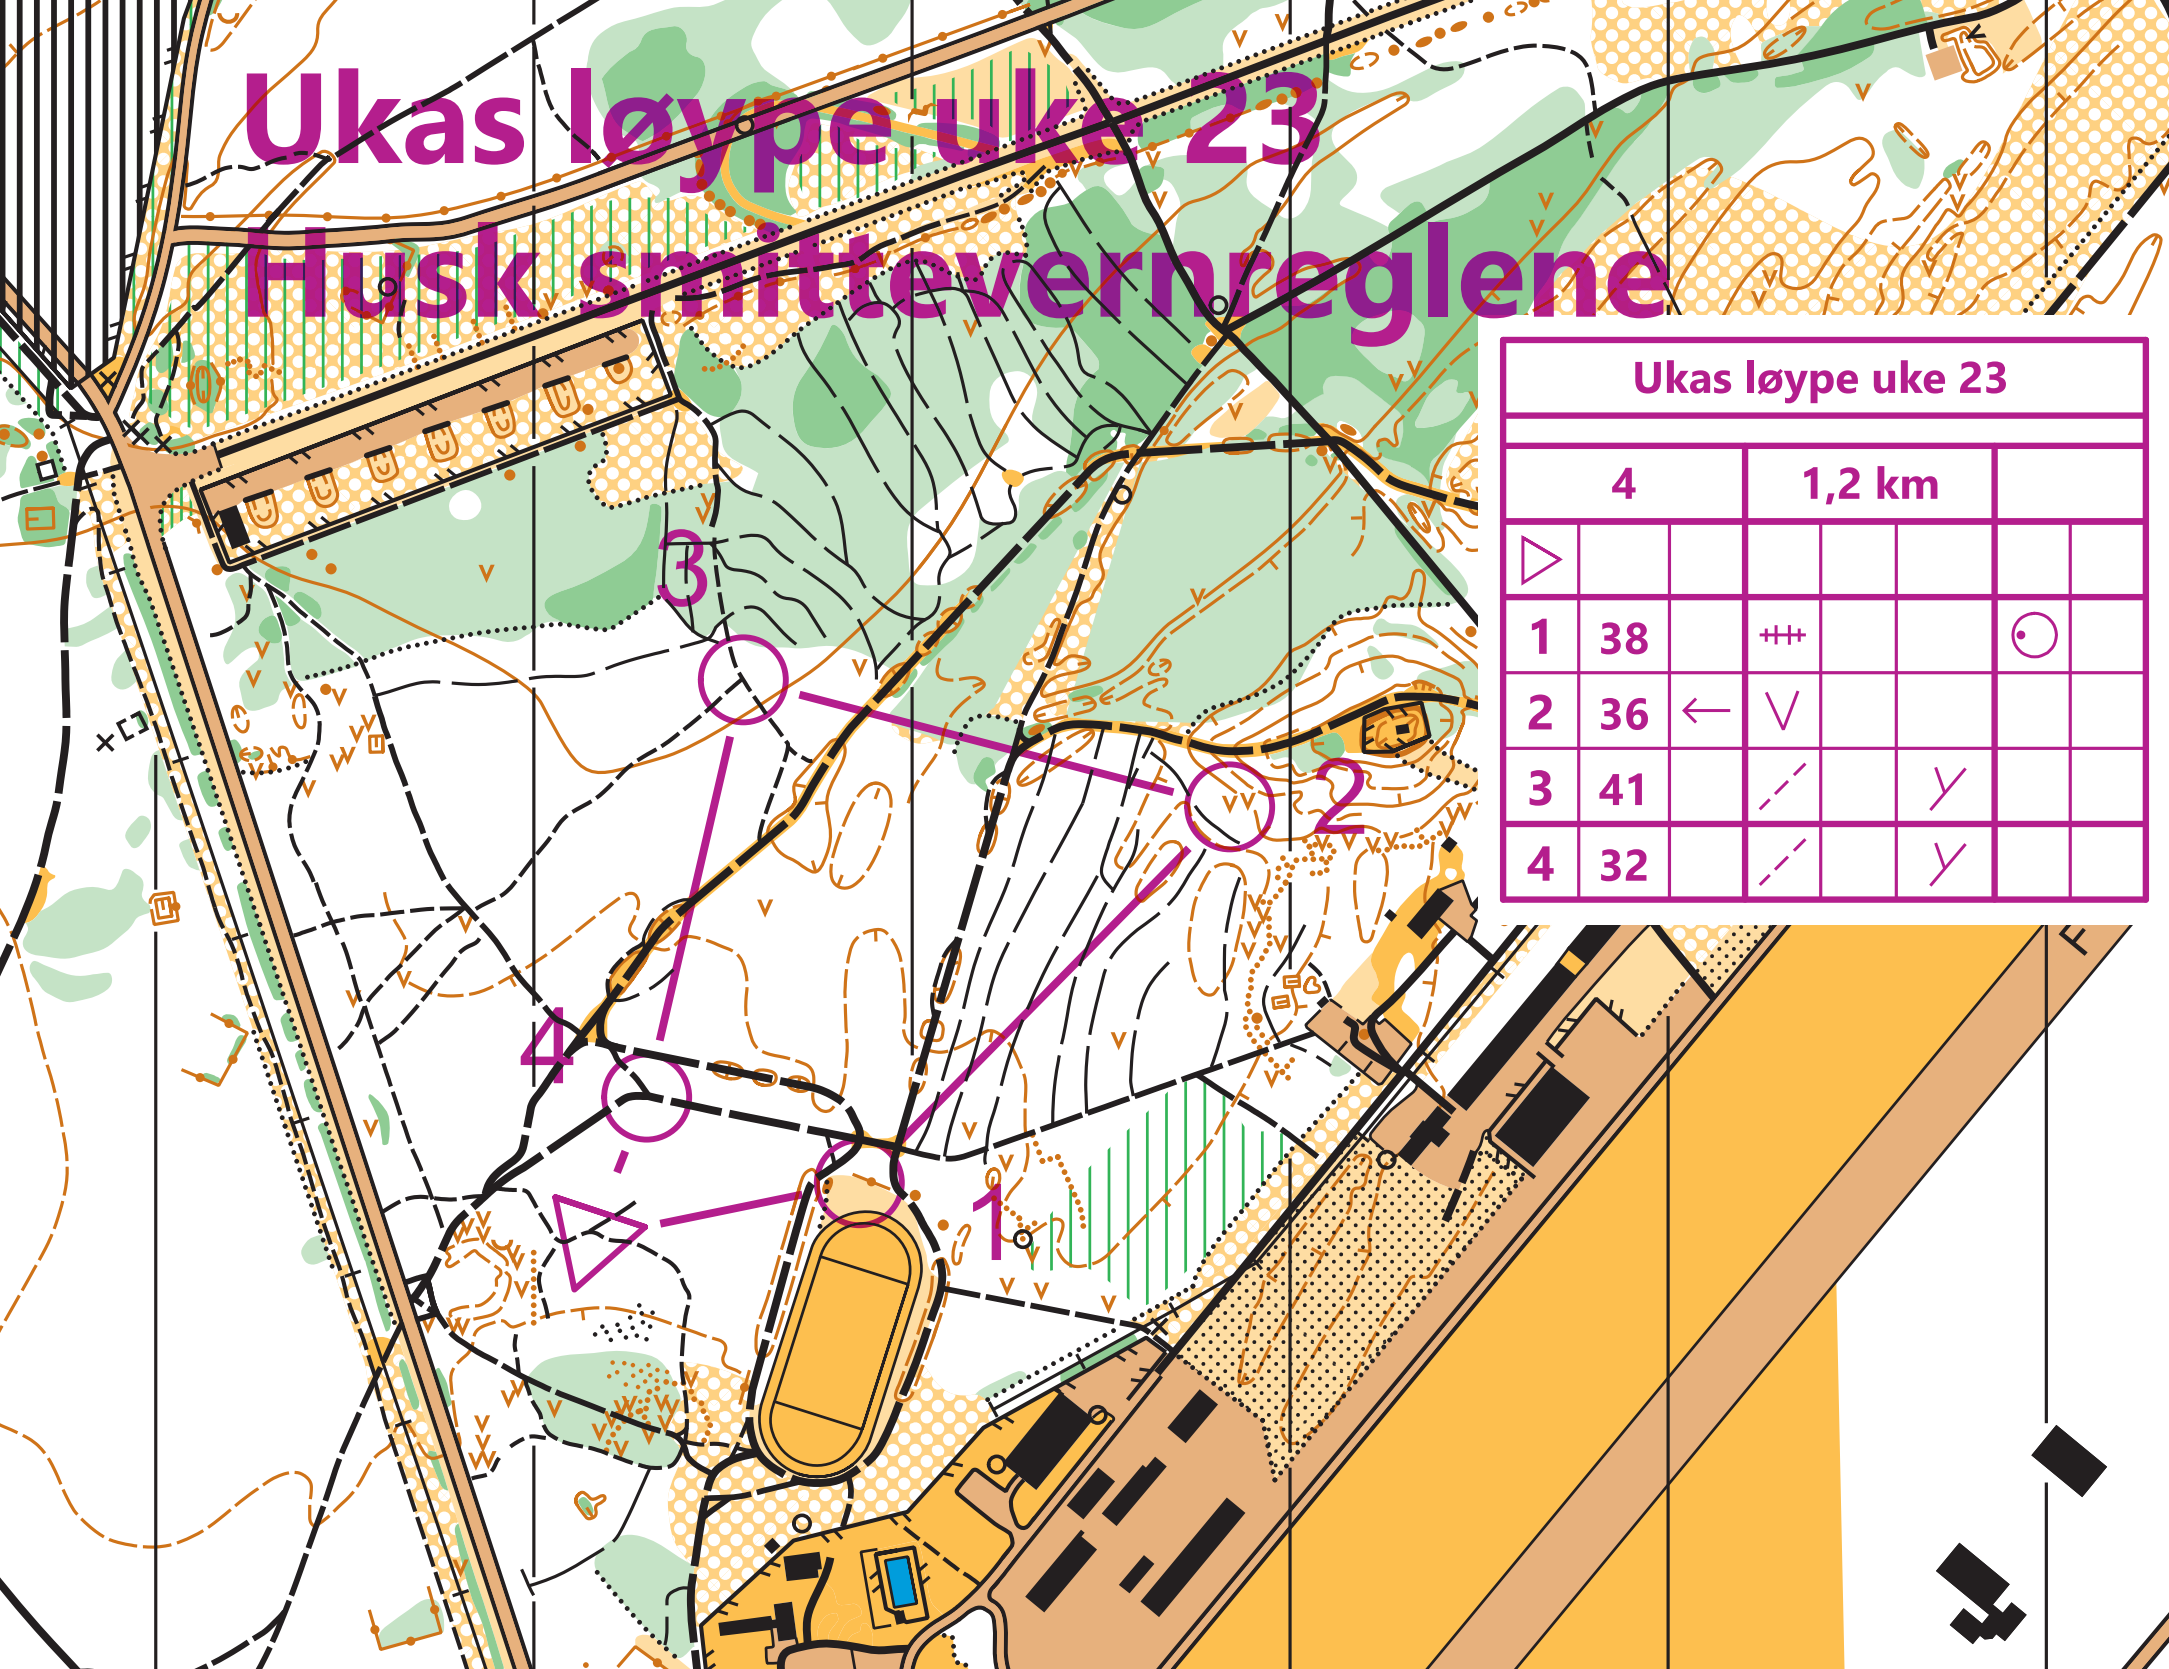 Ukas løype uke 23
Husk smittevernreglene
Ukas løype uke 23
4 1,2 km
1 38
2 36
3 41
4 32
3
2
4
1
F